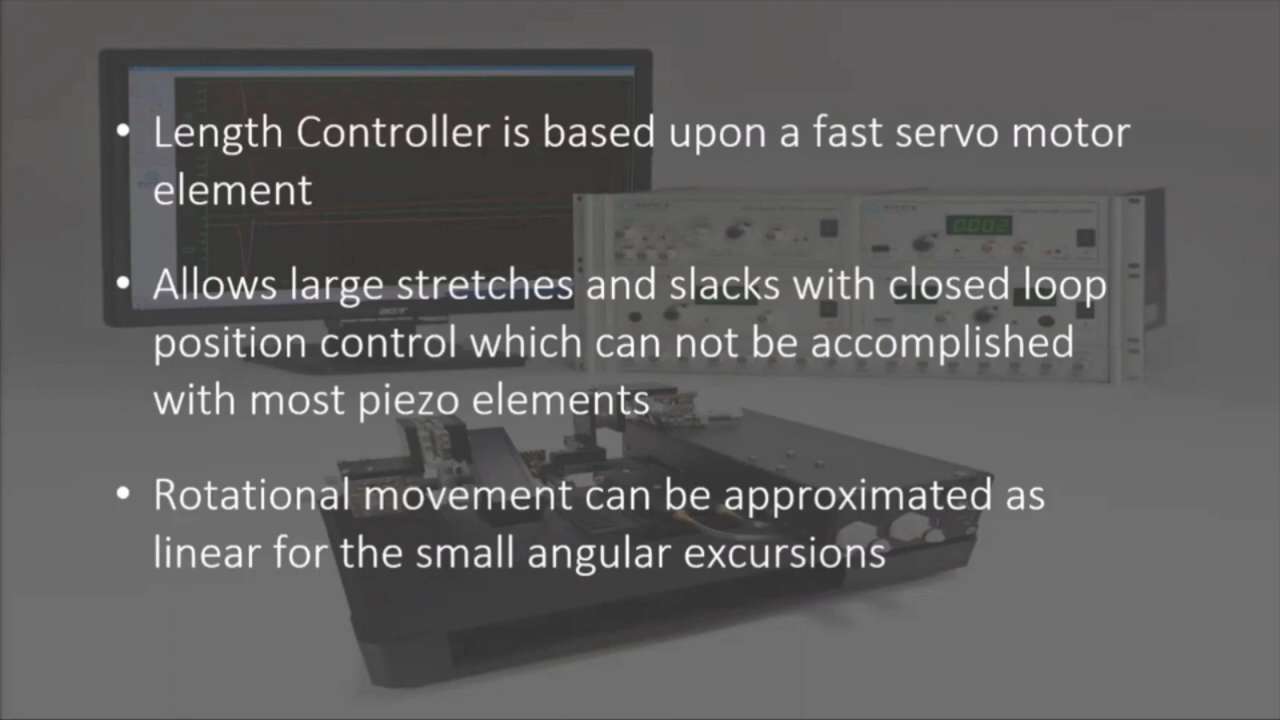 • Length Controller is based upon a fast servo motor
element
• Allows large stretches and slacks with closed loop
position control which can not be accomplished
with most piezo elements
• Rotational movement can be approximated as
linear for the small angular excursions
acer